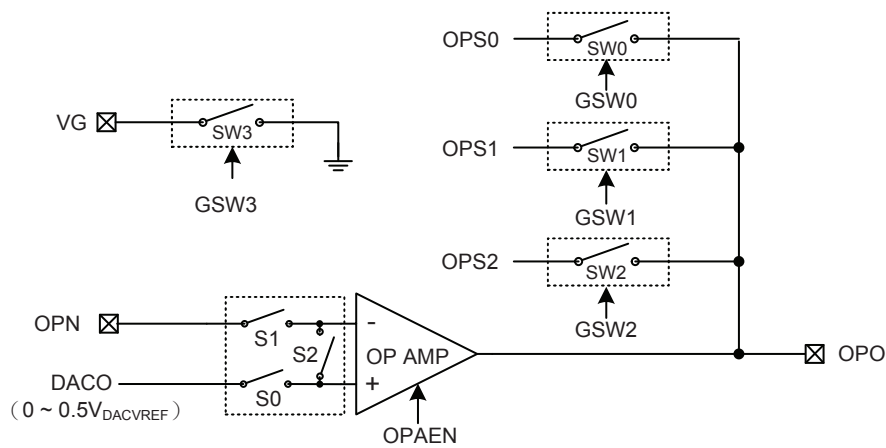 OPS0
SW0
GSW0
VG
SW3
GSW3
OPS1
SW1
GSW1
OPS2
SW2
GSW2
OPN
S1
S2
-
OP AMP
OPO
DACO
S0
+
（0 ~ 0.5VDACVREF）
OPAEN